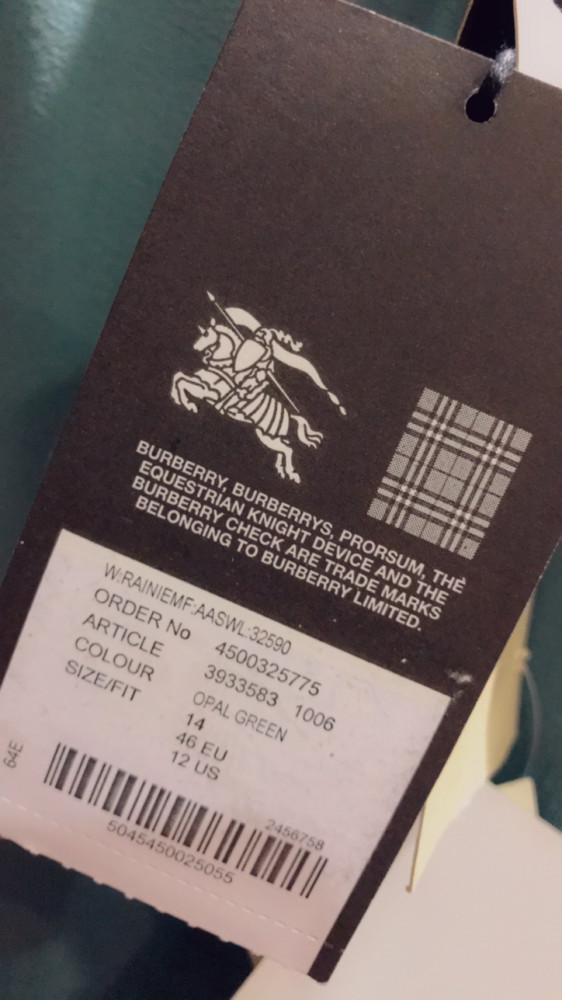 BURBERRY, BURBERRYS, PRORSUM, THE
EQUESTRIAN KNIGHT DEVICE AND THE
BURBERRY CHECK ARE TRADE MARKS
BELONGING TO BURBERRY LIMITED.
W:RAINIEMF:AASWL:32590
ORDER No 4500325775
ARTICLE 3933583 1006
COLOUR OPAL GREEN
SIZE/FIT 14
46 EU
12 US
64E
2456758
5045450025055